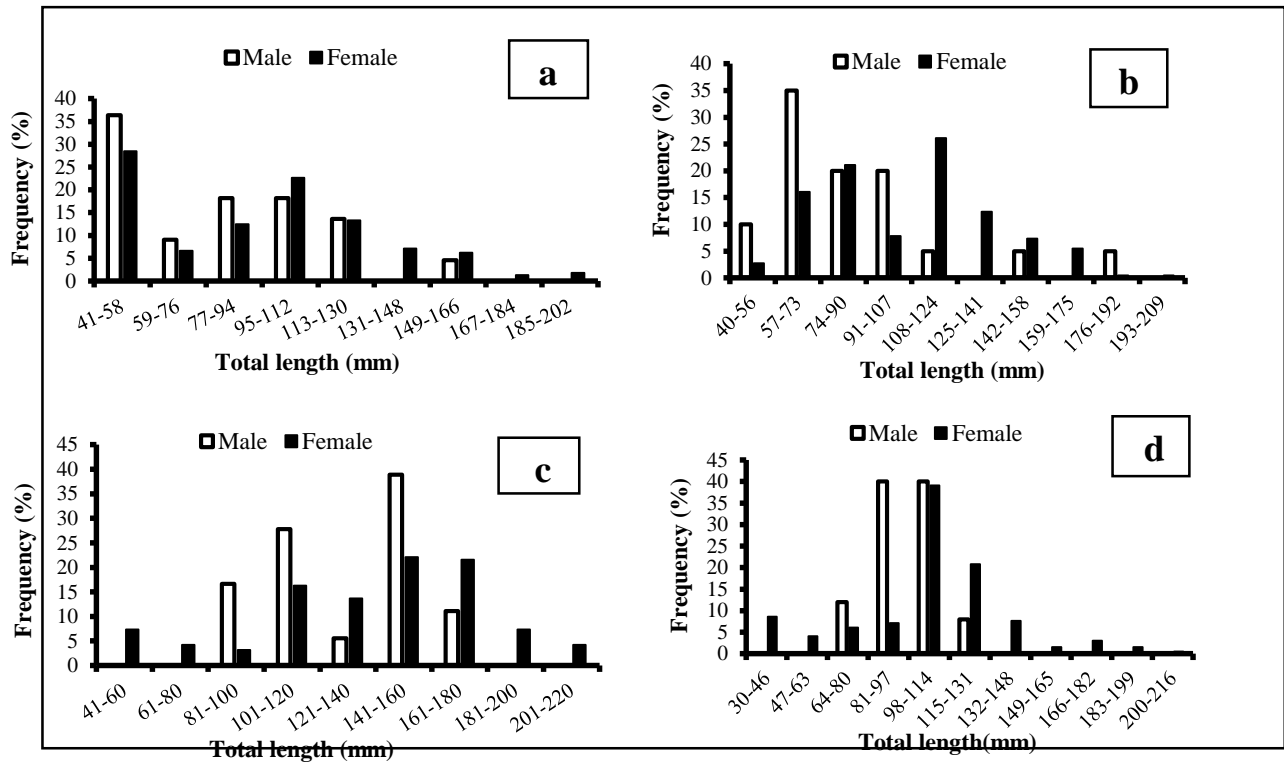 Male Female
a
Frequency (%)
40
35
30
25
20
15
10
5
0
41-58 59-76 77-94 95-112 113-130 131-148 149-166 167-184 185-202
Total length (mm)
Male Female
b
Frequency (%)
40
35
30
25
20
15
10
5
0
40-56 57-73 74-90 91-107 108-124 125-141 142-158 159-175 176-192 193-209
Total length (mm)
Male Female
c
Frequency (%)
45
40
35
30
25
20
15
10
5
0
41-60 61-80 81-100 101-120 121-140 141-160 161-180 181-200 201-220
Total length (mm)
Male Female
d
Frequency (%)
45
40
35
30
25
20
15
10
5
0
30-46 47-63 64-80 81-97 98-114 115-131 132-148 149-165 166-182 183-199 200-216
Total length(mm)